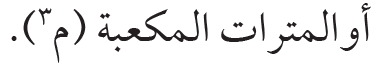 أو المترات المكعبة (م٣).